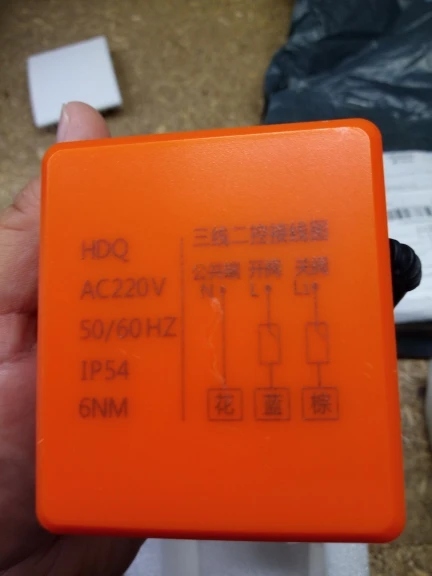 HDQ
AC220V
50/60HZ
IP54
6NM
三线二控接线图
公共端 开阀 关阀
N L L
花 蓝 棕